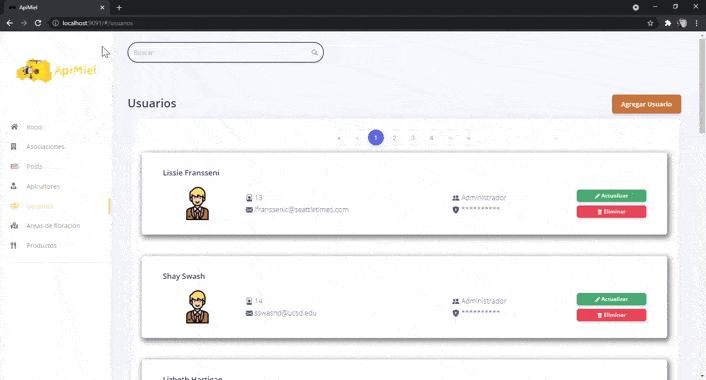 ApiMiel
localhost:9091/#/usuarios
ApiMiel
Buscar
Usuarios
Agregar Usuario
Inicio
Asociaciones
Posts
Apicultores
Usuarios
Areas de floración
Productos
« ‹ 1 2 3 4 › »
Lissie Fransseni
13
lfranssenic@seattletimes.com
Administrador
**********
Actualizar
Eliminar
Shay Swash
14
sswashd@ucsd.edu
Administrador
**********
Actualizar
Eliminar
Lizbeth Hartigan